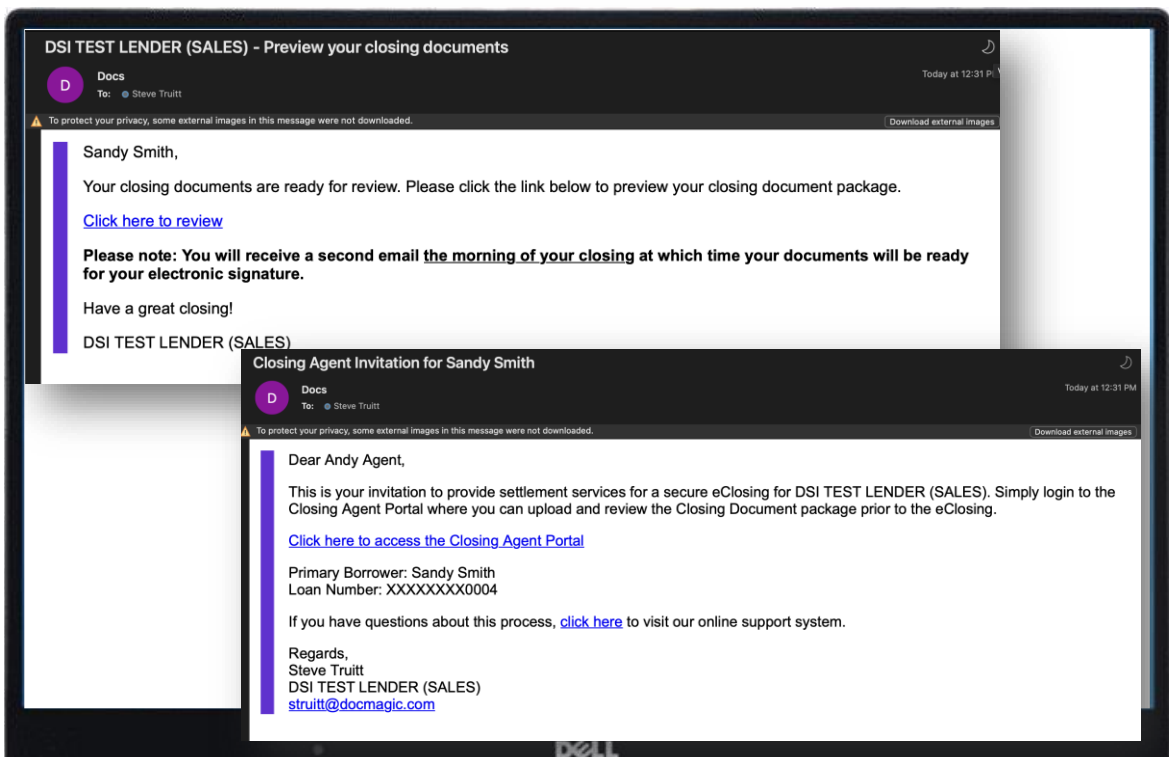 DSI TEST LENDER (SALES) - Preview your closing documents
D
Docs
Today at 12:31 P
To: Steve Truitt
To protect your privacy, some external images in this message were not downloaded.
Download external images
Sandy Smith,
Your closing documents are ready for review. Please click the link below to preview your closing document package.
Click here to review
Please note: You will receive a second email the morning of your closing at which time your documents will be ready
for your electronic signature.
Have a great closing!
DSI TEST LENDER (SALES)
Closing Agent Invitation for Sandy Smith
D
Docs
Today at 12:31 PM
To: Steve Truitt
To protect your privacy, some external images in this message were not downloaded.
Download external images
Dear Andy Agent,
This is your invitation to provide settlement services for a secure eClosing for DSI TEST LENDER (SALES). Simply login to the
Closing Agent Portal where you can upload and review the Closing Document package prior to the eClosing.
Click here to access the Closing Agent Portal
Primary Borrower: Sandy Smith
Loan Number: XXXXXXXX0004
If you have questions about this process, click here to visit our online support system.
Regards,
Steve Truitt
DSI TEST LENDER (SALES)
struitt@docmagic.com
DELL